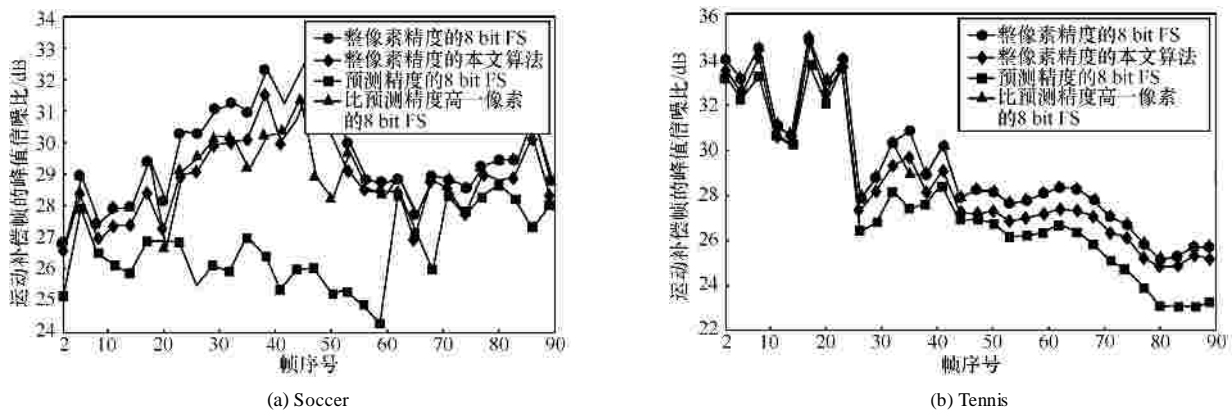 运动补偿帧的峰值信噪比/dB
34
33
32
31
30
29
28
27
26
25
24
整像素精度的8 bit FS
整像素精度的本文算法
预测精度的8 bit FS
比预测精度高一像素
的8 bit FS
2 10 20 30 40 50 60 70 80 90
帧序号
(a) Soccer
运动补偿帧的峰值信噪比/dB
36
34
32
30
28
26
24
22
整像素精度的8 bit FS
整像素精度的本文算法
预测精度的8 bit FS
比预测精度高一像素
的8 bit FS
2 10 20 30 40 50 60 70 80 90
帧序号
(b) Tennis